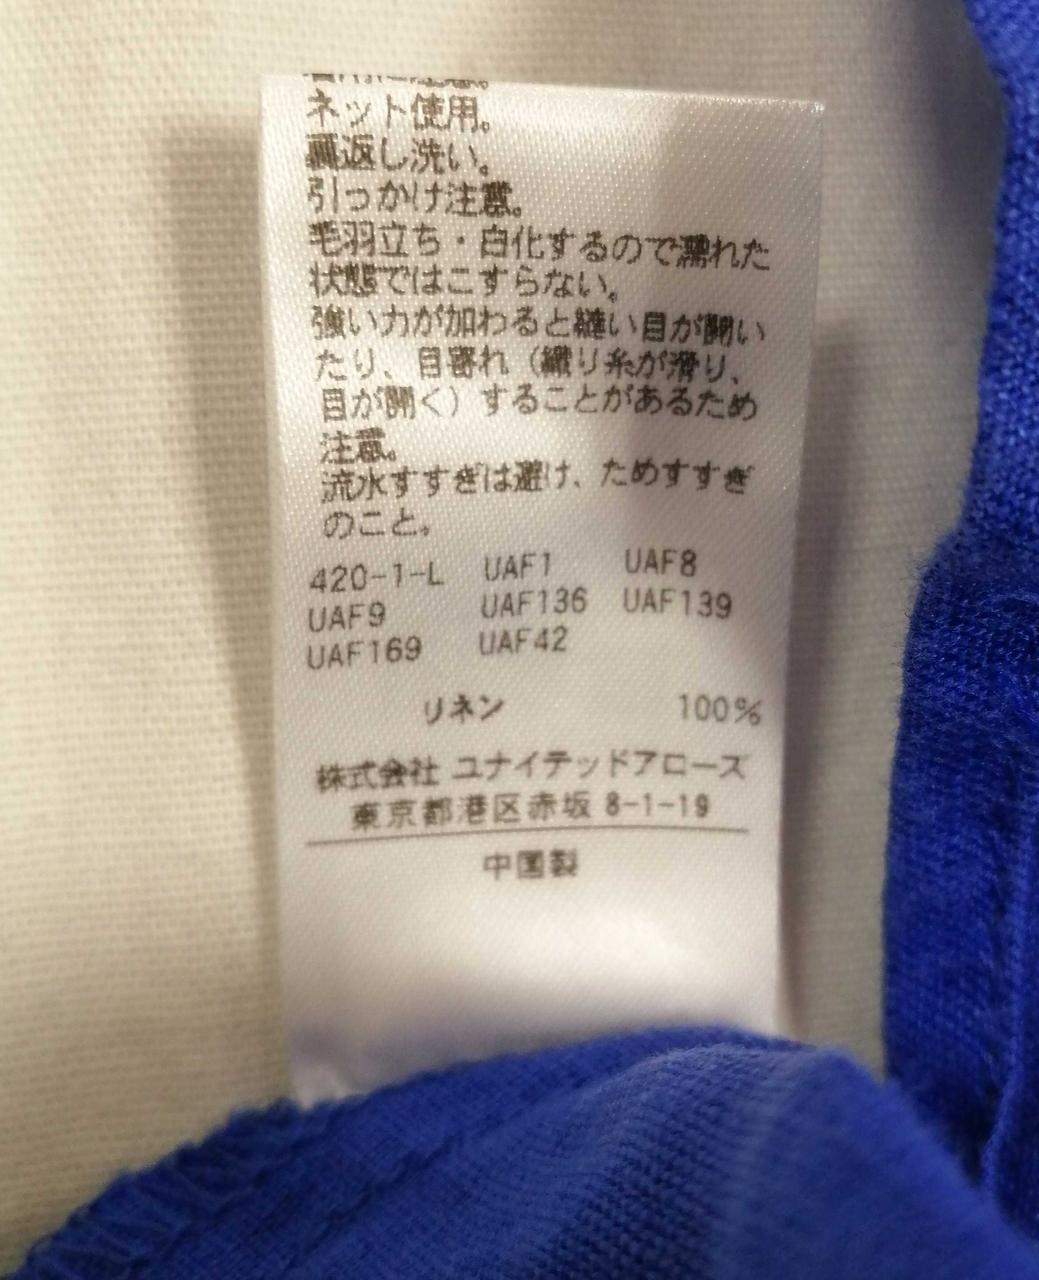 ネット使用。
裏返し洗い。
引っかけ注意。
毛羽立ち・白化するので濡れた
状態ではこすらない。
強い力が加わると縫い目が開い
たり、目寄れ（織り糸が滑り、
目が開く）することがあるため
注意。
流水すすぎは避け、ためすすぎ
のこと。
420-1-L UAF1 UAF8
UAF9 UAF136 UAF139
UAF169 UAF42
リネン 100%
株式会社 ユナイテッドアローズ
東京都港区赤坂 8-1-19
中国製